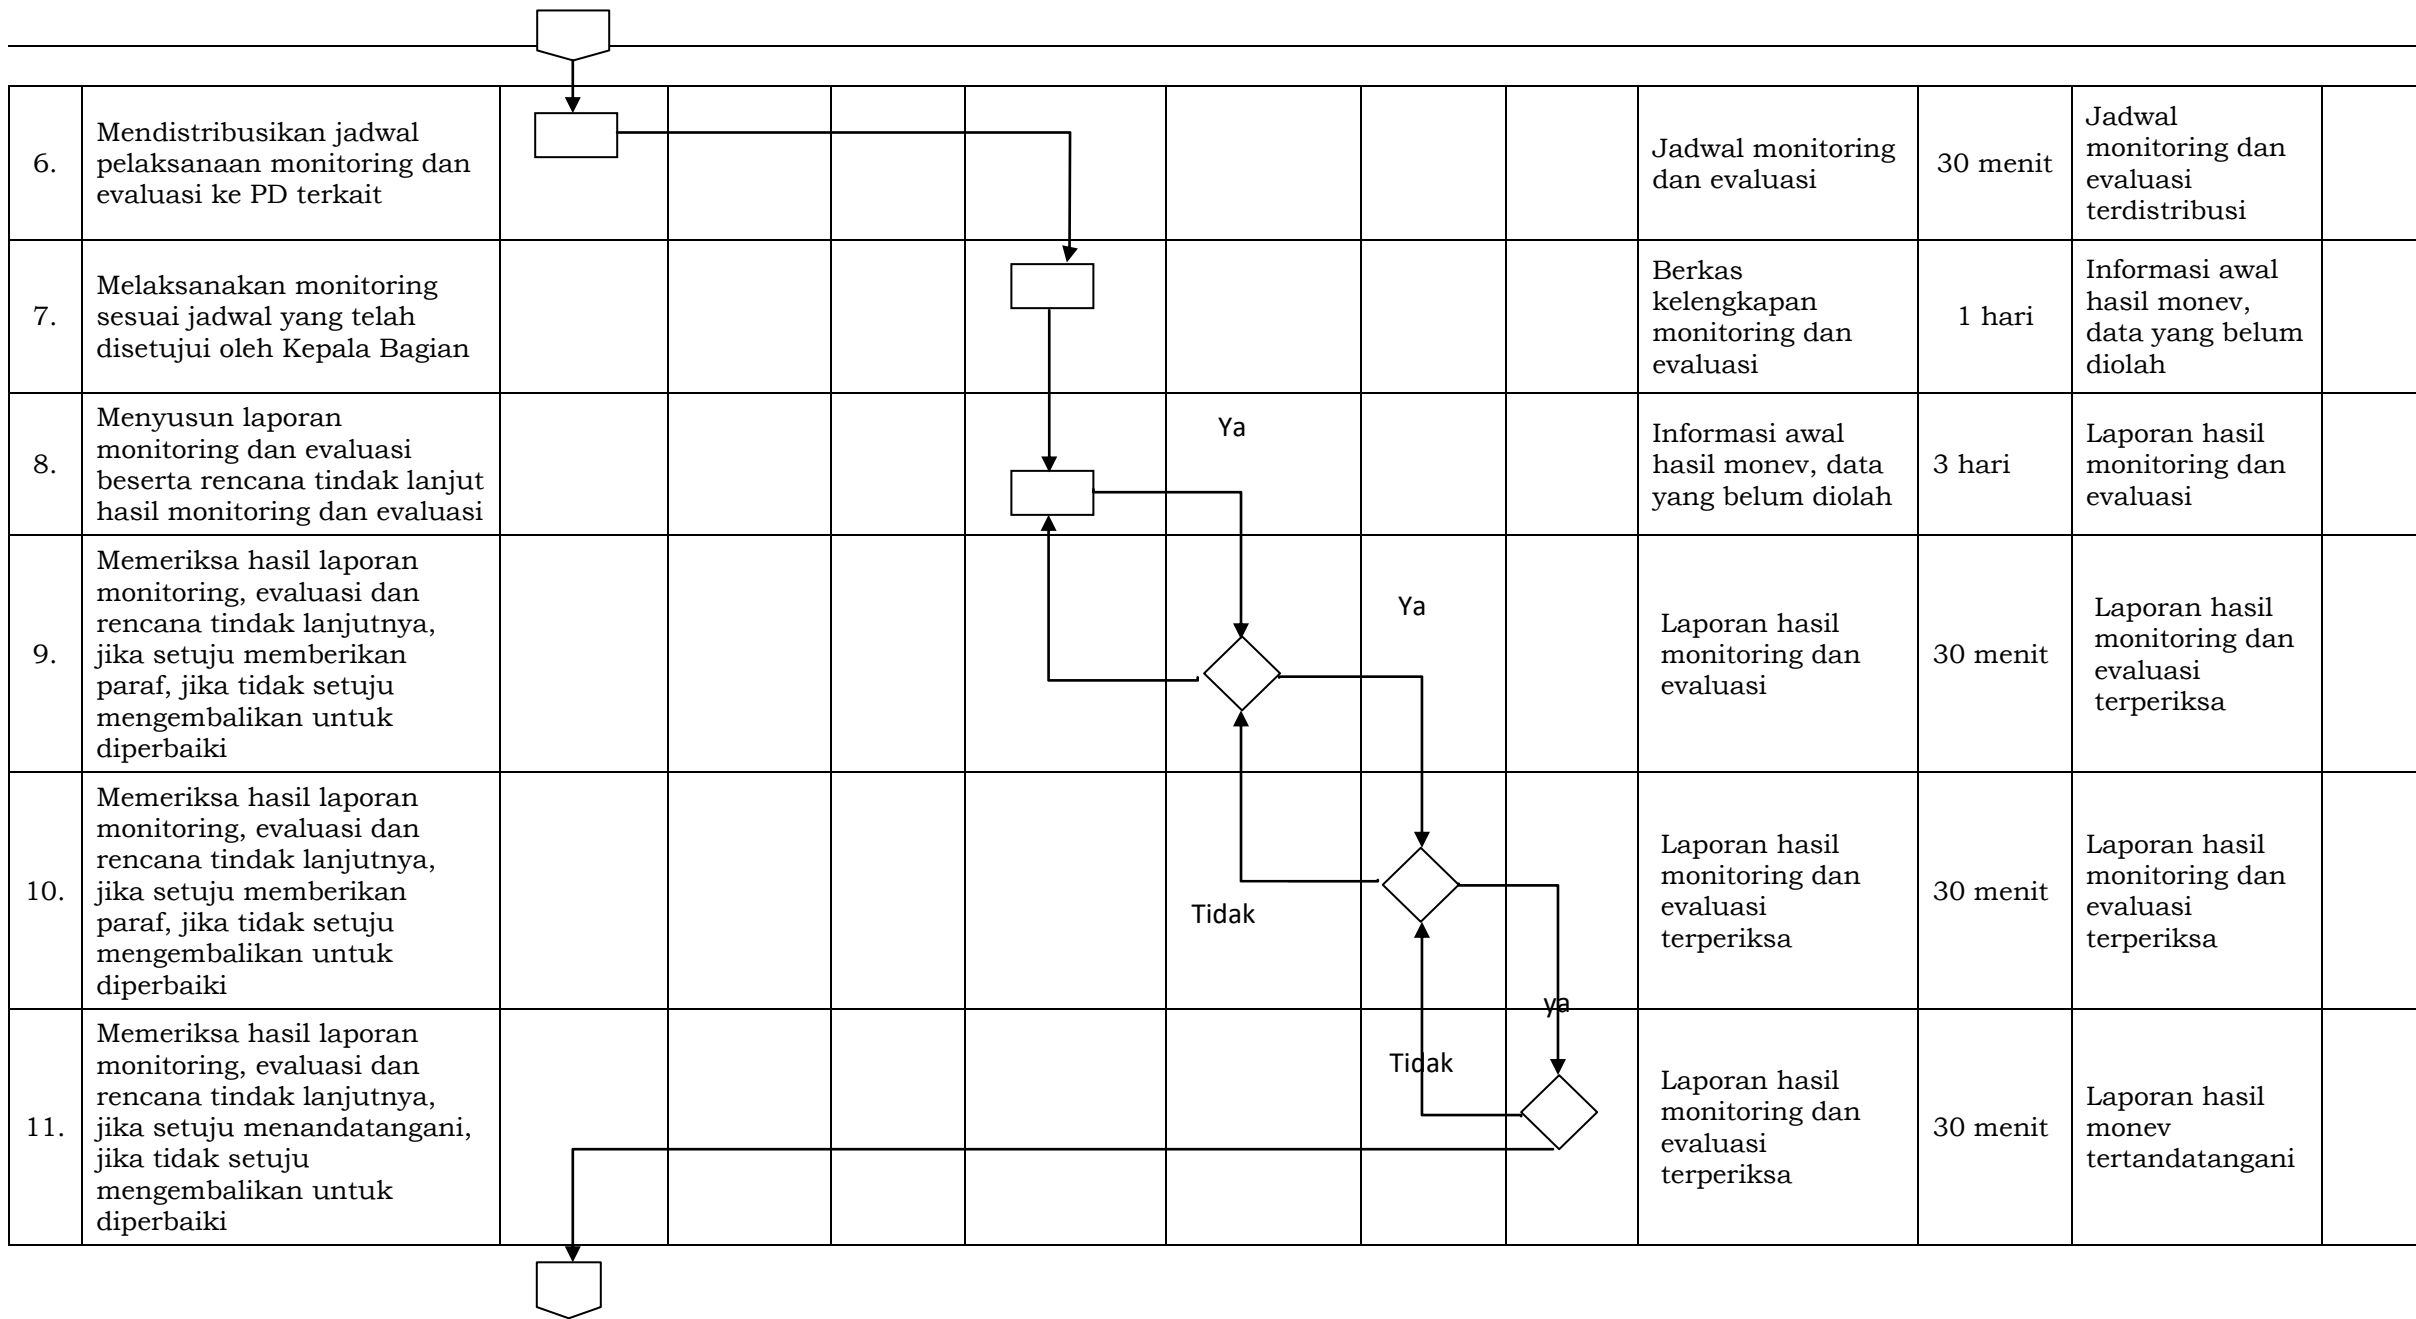 6.
Mendistribusikan jadwal
pelaksanaan monitoring dan
evaluasi ke PD terkait
Jadwal monitoring
dan evaluasi
30 menit
Jadwal
monitoring dan
evaluasi
terdistribusi
7.
Melaksanakan monitoring
sesuai jadwal yang telah
disetujui oleh Kepala Bagian
Berkas
kelengkapan
monitoring dan
evaluasi
1 hari
Informasi awal
hasil monev,
data yang belum
diolah
8.
Menyusun laporan
monitoring dan evaluasi
beserta rencana tindak lanjut
hasil monitoring dan evaluasi
Ya
Informasi awal
hasil monev, data
yang belum diolah
3 hari
Laporan hasil
monitoring dan
evaluasi
9.
Memeriksa hasil laporan
monitoring, evaluasi dan
rencana tindak lanjutnya,
jika setuju memberikan
paraf, jika tidak setuju
mengembalikan untuk
diperbaiki
Ya
Laporan hasil
monitoring dan
evaluasi
30 menit
Laporan hasil
monitoring dan
evaluasi
terperiksa
10.
Memeriksa hasil laporan
monitoring, evaluasi dan
rencana tindak lanjutnya,
jika setuju memberikan
paraf, jika tidak setuju
mengembalikan untuk
diperbaiki
Tidak
ya
Laporan hasil
monitoring dan
evaluasi
terperiksa
30 menit
Laporan hasil
monitoring dan
evaluasi
terperiksa
11.
Memeriksa hasil laporan
monitoring, evaluasi dan
rencana tindak lanjutnya,
jika setuju menandatangani,
jika tidak setuju
mengembalikan untuk
diperbaiki
Tidak
Laporan hasil
monitoring dan
evaluasi
terperiksa
30 menit
Laporan hasil
monev
tertandatangani